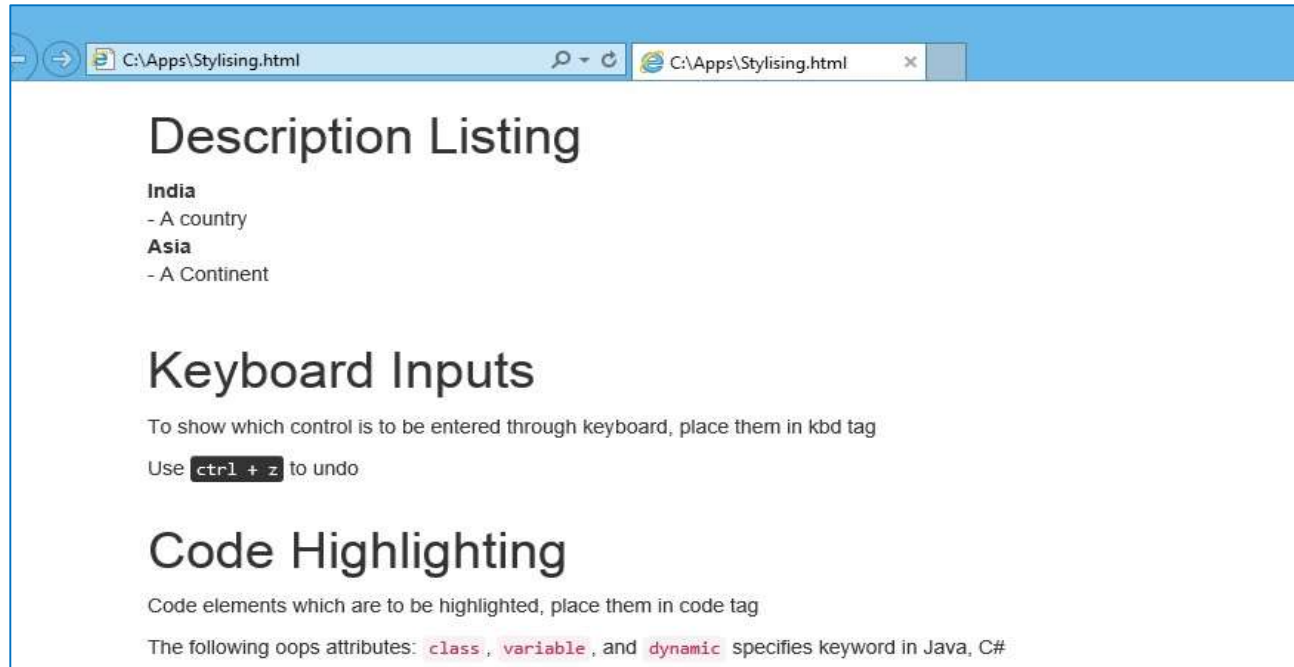 C:\Apps\Stylising.html C:\Apps\Stylising.html
Description Listing
India
- A country
Asia
- A Continent
Keyboard Inputs
To show which control is to be entered through keyboard, place them in kbd tag
Use ctrl + z to undo
Code Highlighting
Code elements which are to be highlighted, place them in code tag
The following oops attributes: class, variable, and dynamic specifies keyword in Java, C#